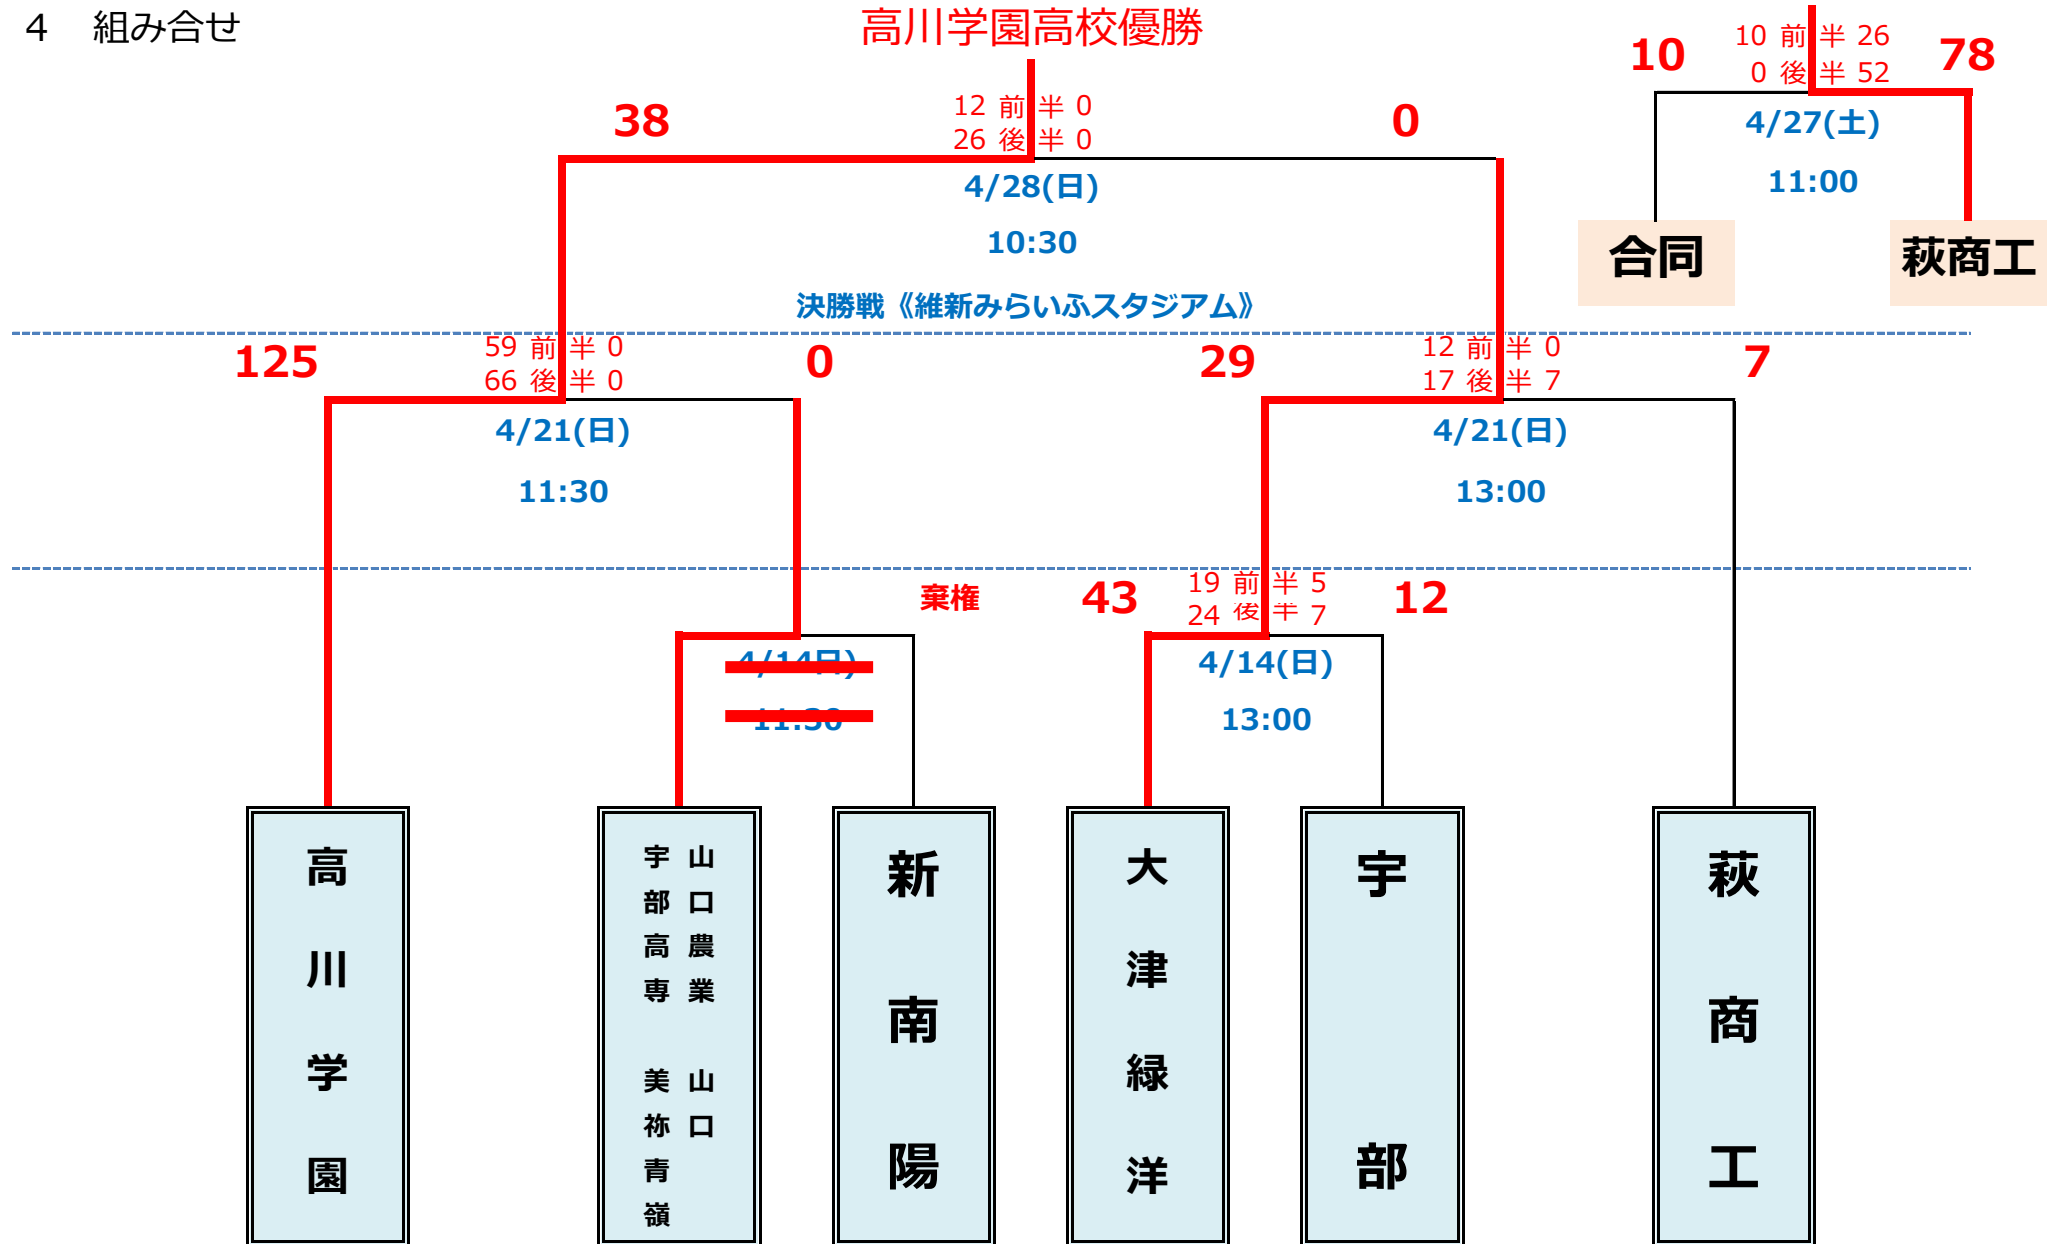 4　組み合せ
高川学園高校優勝
10 前半 26
10
78
0 後半 52
12 前半 0
38
0
26 後半 0
4/27(土)
11:00
4/28(日)
10:30
合同
萩商工
決勝戦《維新みらいふスタジアム》
59 前半 0
125
0
66 後半 0
12 前半 0
29
7
17 後半 7
4/21(日)
11:30
4/21(日)
13:00
棄権
19 前半 5
43
12
24 後半 7
4/14日)
11:30
4/14(日)
13:00
高川学園
山口農業　山口
宇部高専　美祢青嶺
新南陽
大津緑洋
宇部
萩商工